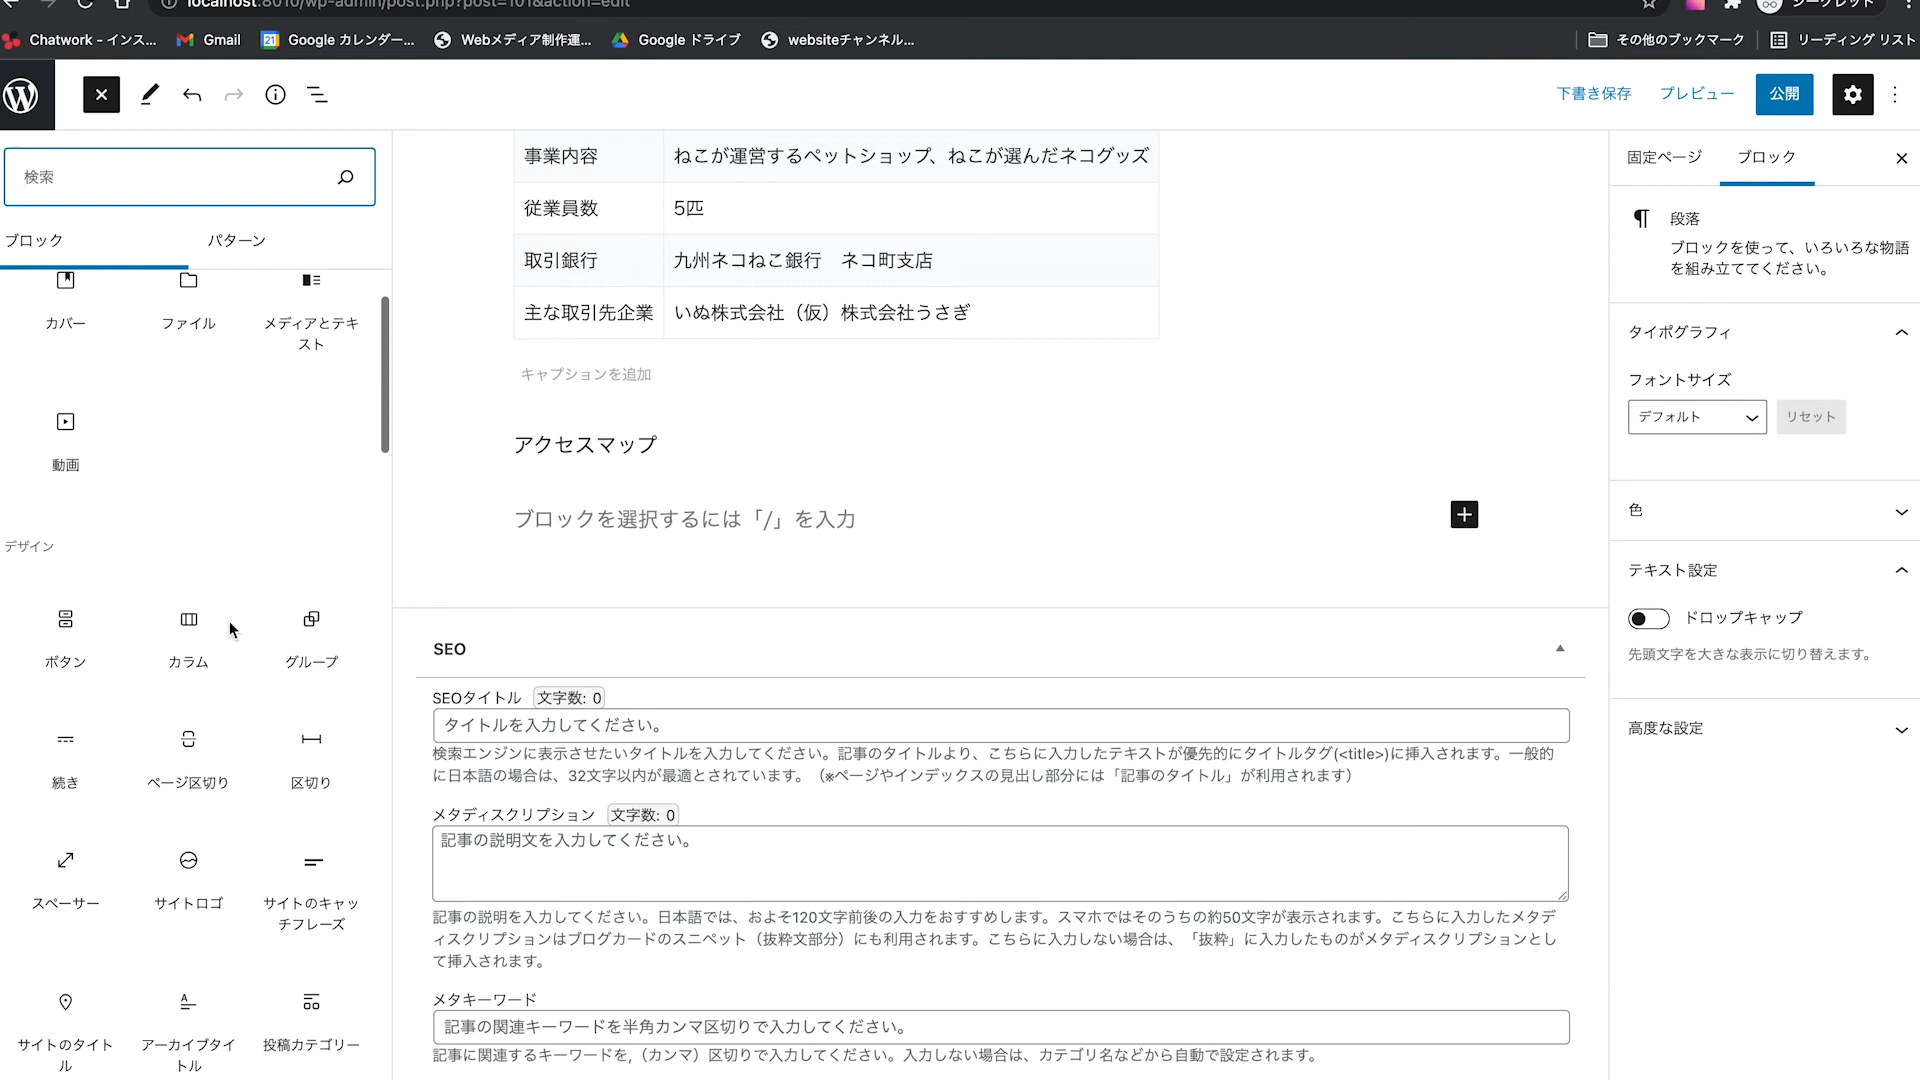 localhost:8010/wp-admin/post.php?post=101&action=edit
シークレット
Chatwork - インス...
Gmail
Google カレンダー...
Webメディア制作運...
Google ドライブ
websiteチャンネル...
その他のブックマーク
リーディング リスト
下書き保存
プレビュー
公開
検索
ブロック
パターン
カバー
ファイル
メディアとテキ
スト
動画
デザイン
ボタン
カラム
グループ
続き
ページ区切り
区切り
スペーサー
サイトロゴ
サイトのキャッ
チフレーズ
サイトのタイト
ル
アーカイブタイ
トル
投稿カテゴリー
事業内容
ねこが運営するペットショップ、ねこが選んだネコグッズ
従業員数
5匹
取引銀行
九州ネコねこ銀行　ネコ町支店
主な取引先企業
いぬ株式会社（仮）株式会社うさぎ
キャプションを追加
アクセスマップ
ブロックを選択するには「/」を入力
SEO
SEOタイトル 文字数: 0
タイトルを入力してください。
検索エンジンに表示させたいタイトルを入力してください。記事のタイトルより、こちらに入力したテキストが優先的にタイトルタグ(<title>)に挿入されます。一般的
に日本語の場合は、32文字以内が最適とされています。（※ページやインデックスの見出し部分には「記事のタイトル」が利用されます）
メタディスクリプション 文字数: 0
記事の説明文を入力してください。
記事の説明を入力してください。日本語では、およそ120文字前後の入力をおすすめします。スマホではそのうちの約50文字が表示されます。こちらに入力したメタデ
ィスクリプションはブログカードのスニペット（抜粋文部分）にも利用されます。こちらに入力しない場合は、「抜粋」に入力したものがメタディスクリプションとし
て挿入されます。
メタキーワード
記事の関連キーワードを半角カンマ区切りで入力してください。
記事に関連するキーワードを,（カンマ）区切りで入力してください。入力しない場合は、カテゴリ名などから自動で設定されます。
固定ページ
ブロック
段落
ブロックを使って、いろいろな物語
を組み立ててください。
タイポグラフィ
フォントサイズ
デフォルト
リセット
色
テキスト設定
ドロップキャップ
先頭文字を大きな表示に切り替えます。
高度な設定